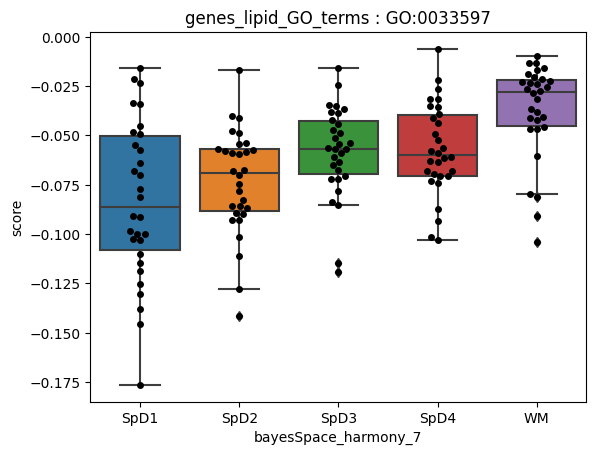 genes_lipid_GO_terms : GO:0033597
0.000
−0.025
−0.050
−0.075
−0.100
−0.125
−0.150
−0.175
score
SpD1 SpD2 SpD3 SpD4 WM
bayesSpace_harmony_7